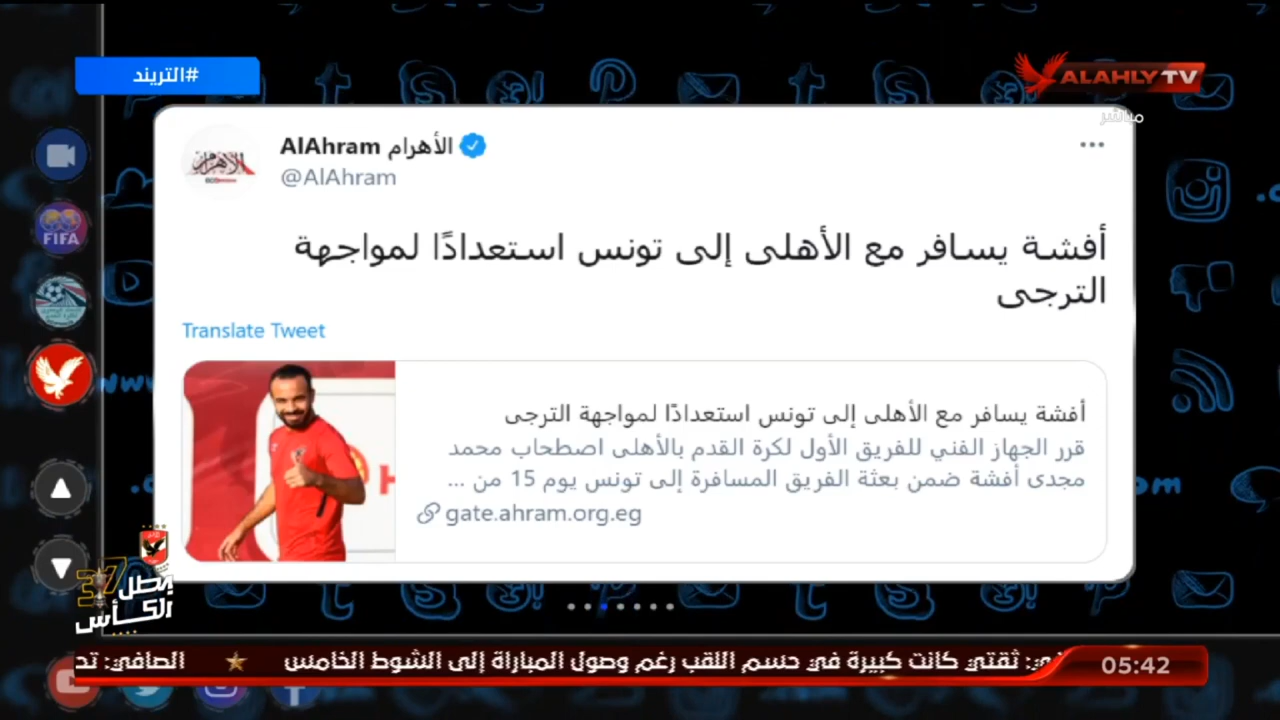 #التريند
ALAHLY TV
مباشر
AlAhram الأهرام
@AlAhram
أفشة يسافر مع الأهلى إلى تونس استعدادًا لمواجهة
الترجى
Translate Tweet
أفشة يسافر مع الأهلى إلى تونس استعدادًا لمواجهة الترجى
قرر الجهاز الفني للفريق الأول لكرة القدم بالأهلى اصطحاب محمد
مجدى أفشة ضمن بعثة الفريق المسافرة إلى تونس يوم 15 من ...
gate.ahram.org.eg
FIFA
www
.com
بطل 37
الكأس
ثقتي كانت كبيرة في حسم اللقب رغم وصول المباراة إلى الشوط الخامس ★ الصافي:
05:42